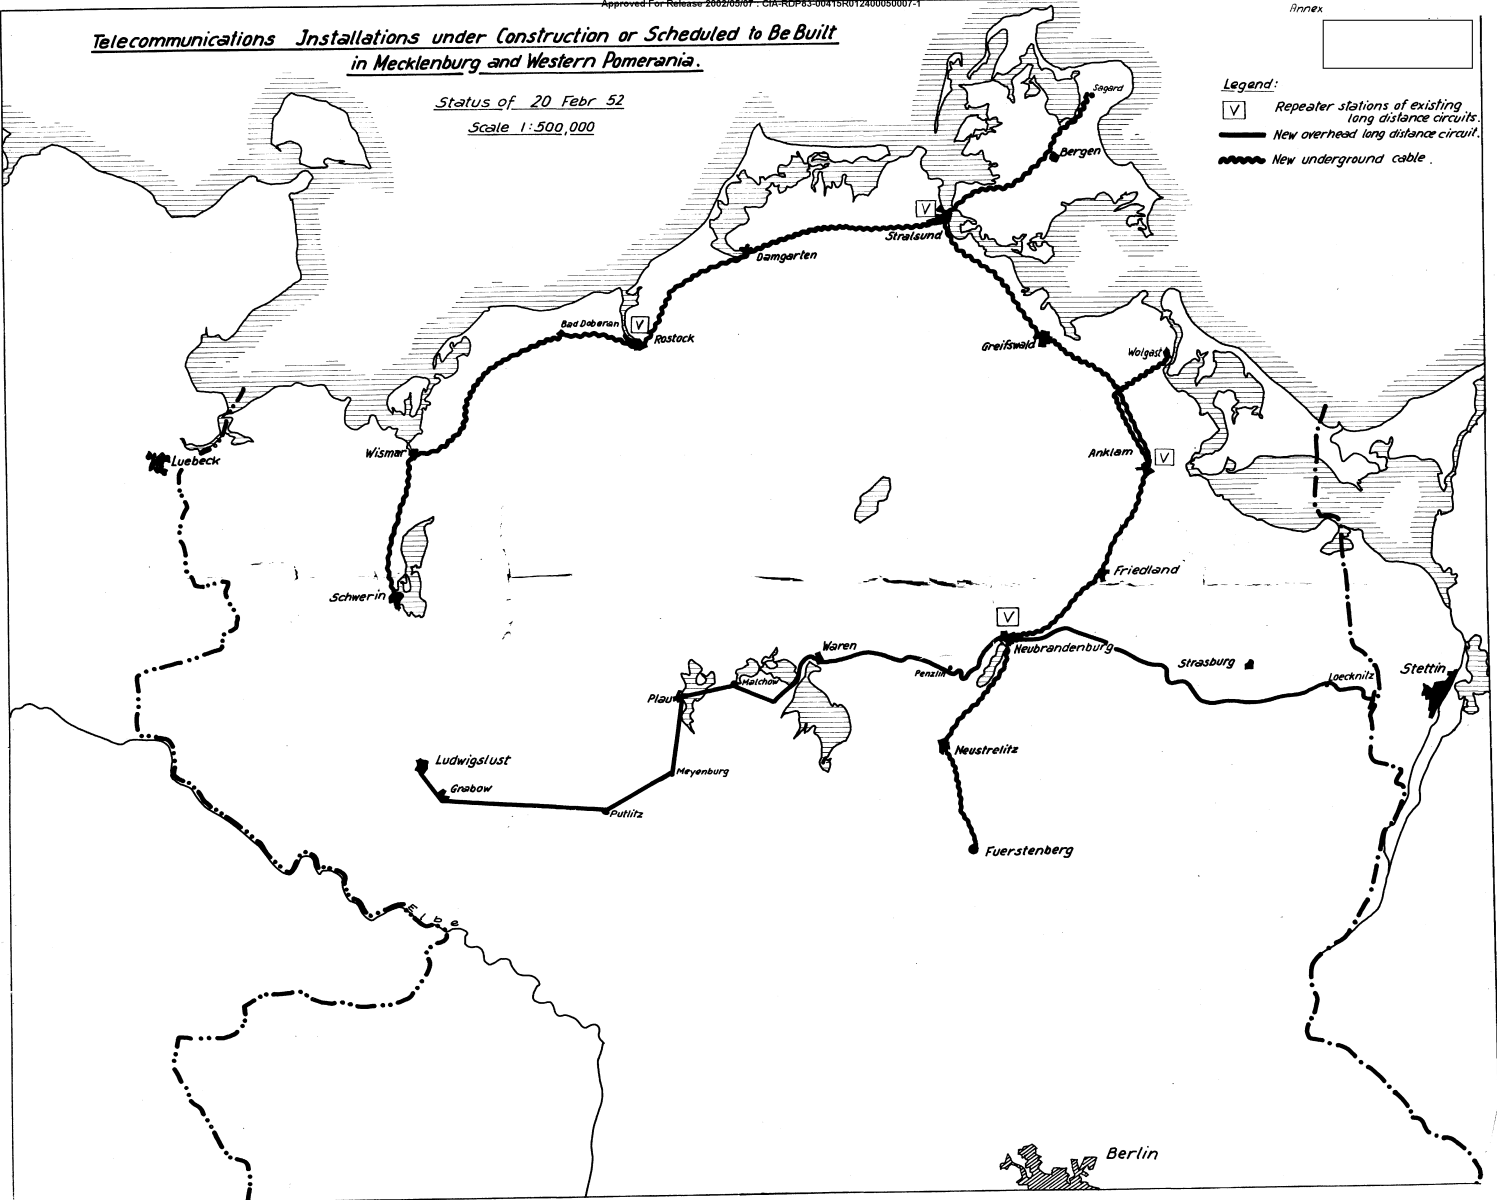 Approved For Release 2002/05/07 : CIA-RDP83-00415R012400050007-1
Annex
Telecommunications Installations under Construction or Scheduled to Be Built
in Mecklenburg and Western Pomerania.
Status of 20 Febr 52
Scale 1:500,000
Legend:
V Repeater stations of existing
long distance circuits.
New overhead long distance circuit.
New underground cable.
Sagard
Bergen
V
Stralsund
Damgarten
Bad Doberan
V
Rostock
Greifswald
Wolgast
Wismar
Luebeck
Anklam
V
Friedland
Schwerin
V
Neubrandenburg
Waren
Penzlin
Strasburg
Stettin
Loecknitz
Malchow
Plau
Neustrelitz
Ludwigslust
Meyenburg
Grabow
Putlitz
Fuerstenberg
Elbe
Berlin